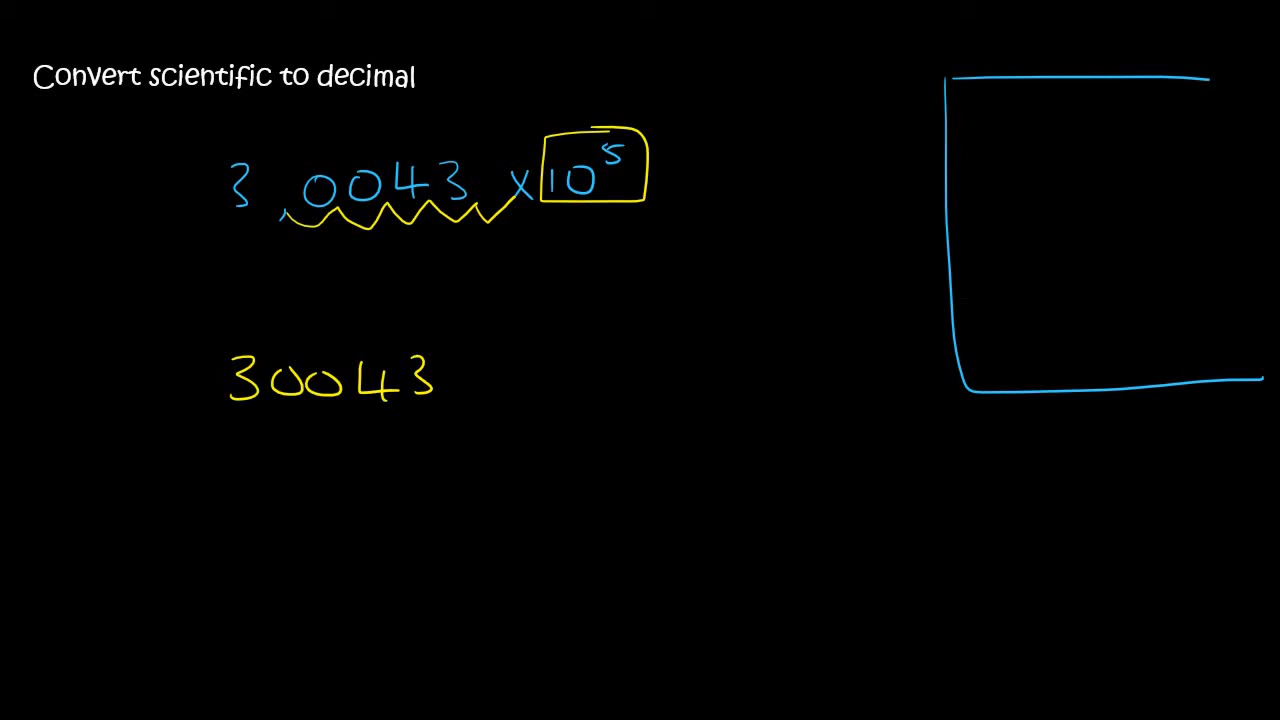 Convert scientific to decimal
3,0043 × 10⁵
30043